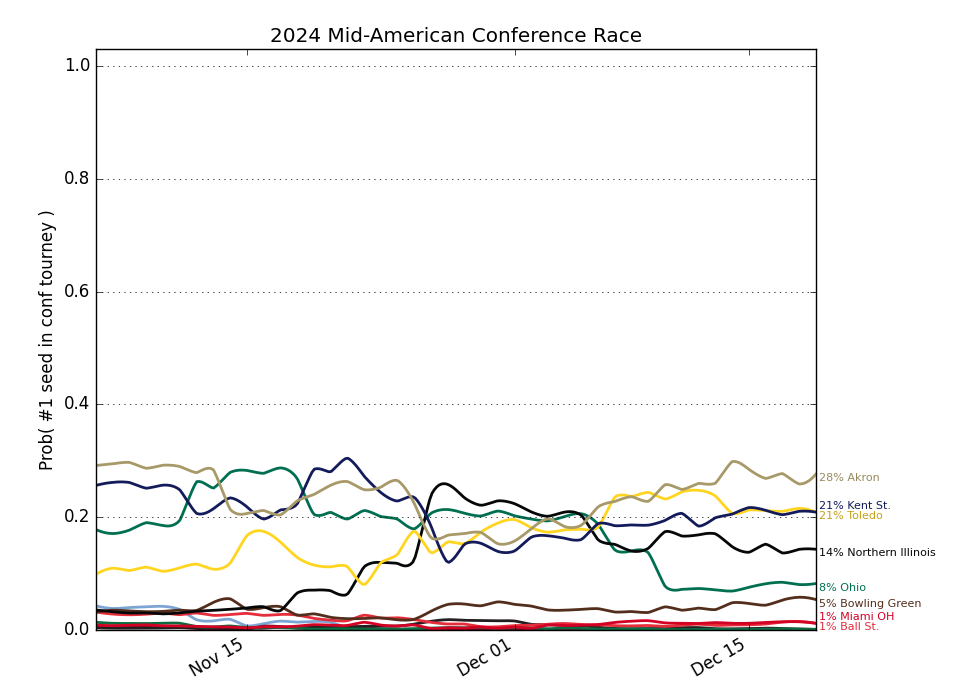 2024 Mid-American Conference Race
Prob( #1 seed in conf tourney )
1.0
0.8
0.6
0.4
0.2
0.0
Nov 15
Dec 01
Dec 15
28% Akron
21% Kent St.
21% Toledo
14% Northern Illinois
8% Ohio
5% Bowling Green
1% Miami OH
1% Ball St.